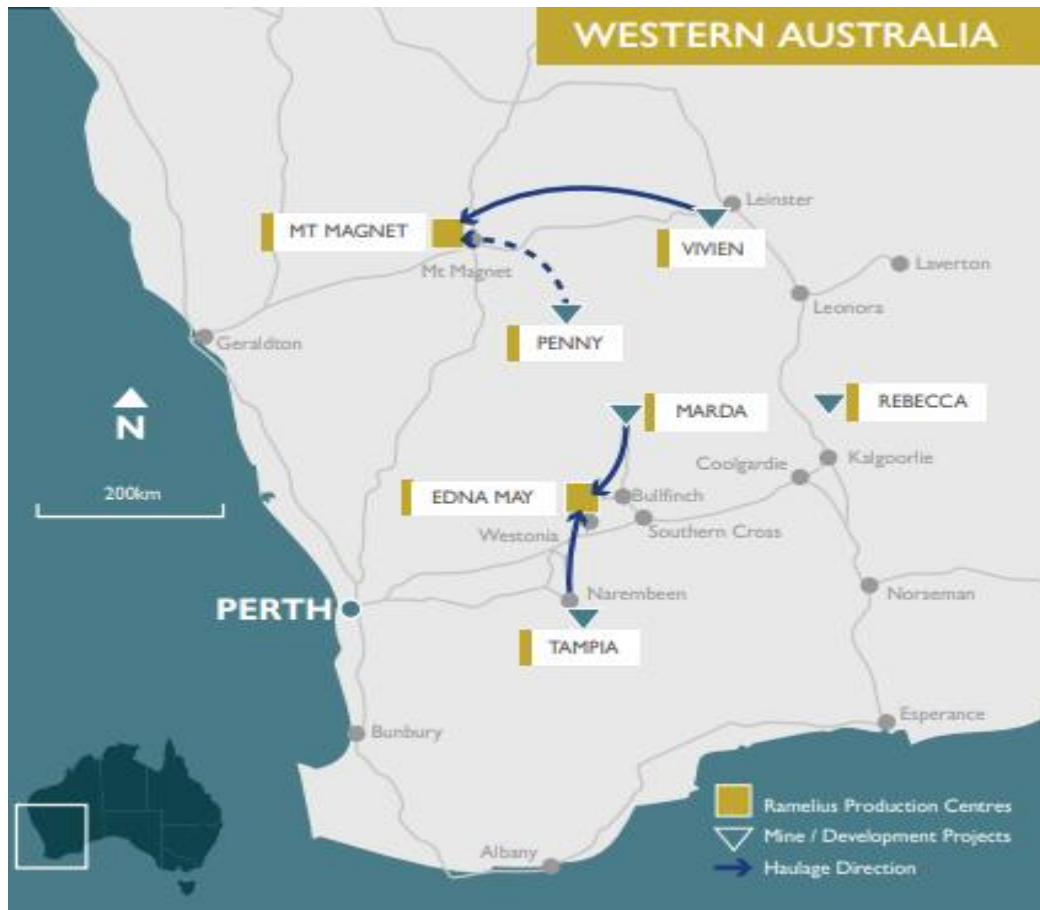 WESTERN AUSTRALIA
Leinster
MT MAGNET
VIVIEN
Mt Magnet
Laverton
Leonora
PENNY
Geraldton
REBECCA
MARDA
N
Coolgardie
Kalgoorlie
200km
EDNA MAY
Bullfinch
Westonia
Southern Cross
Narembeen
Norseman
PERTH
TAMPIA
Bunbury
Esperance
Ramelius Production Centres
Mine / Development Projects
Albany
Haulage Direction